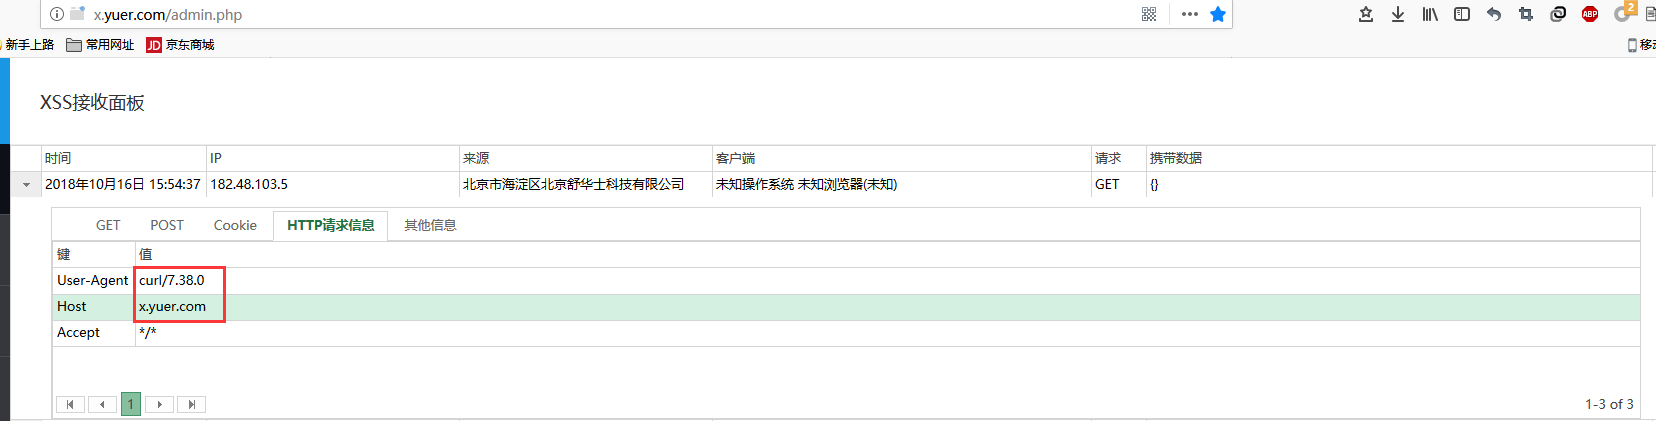 x.yuer.com/admin.php
ABP
2
新手上路 常用网址 JD 京东商城
XSS接收面板
时间 IP 来源 客户端 请求 携带数据
2018年10月16日 15:54:37 182.48.103.5 北京市海淀区北京舒华士科技有限公司 未知操作系统 未知浏览器(未知) GET {}
GET POST Cookie HTTP请求信息 其他信息
键 值
User-Agent curl/7.38.0
Host x.yuer.com
Accept */*
1 1-3 of 3